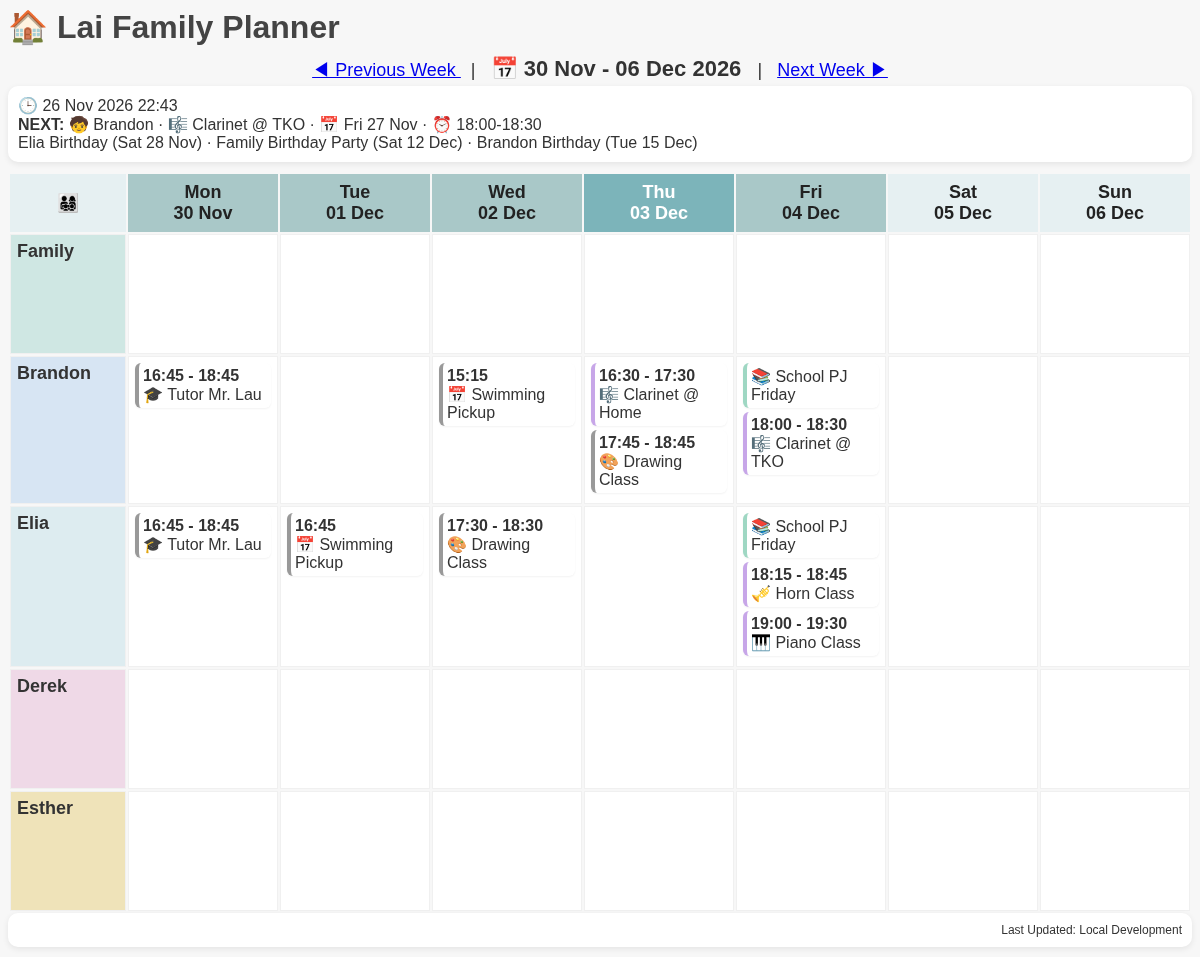 🏠 Lai Family Planner
◀ Previous Week | 📅 30 Nov - 06 Dec 2026 | Next Week ▶
🕒 26 Nov 2026 22:43
NEXT: 🧒 Brandon · 🎼 Clarinet @ TKO · 📅 Fri 27 Nov · ⏰ 18:00-18:30
Elia Birthday (Sat 28 Nov) · Family Birthday Party (Sat 12 Dec) · Brandon Birthday (Tue 15 Dec)
👨‍👩‍👧‍👦
Mon
30 Nov
Tue
01 Dec
Wed
02 Dec
Thu
03 Dec
Fri
04 Dec
Sat
05 Dec
Sun
06 Dec
Family
Brandon
16:45 - 18:45
🎓 Tutor Mr. Lau
15:15
📅 Swimming
Pickup
16:30 - 17:30
🎼 Clarinet @
Home
17:45 - 18:45
🎨 Drawing
Class
📚 School PJ
Friday
18:00 - 18:30
🎼 Clarinet @
TKO
Elia
16:45 - 18:45
🎓 Tutor Mr. Lau
16:45
📅 Swimming
Pickup
17:30 - 18:30
🎨 Drawing
Class
📚 School PJ
Friday
18:15 - 18:45
🎺 Horn Class
19:00 - 19:30
🎹 Piano Class
Derek
Esther
Last Updated: Local Development